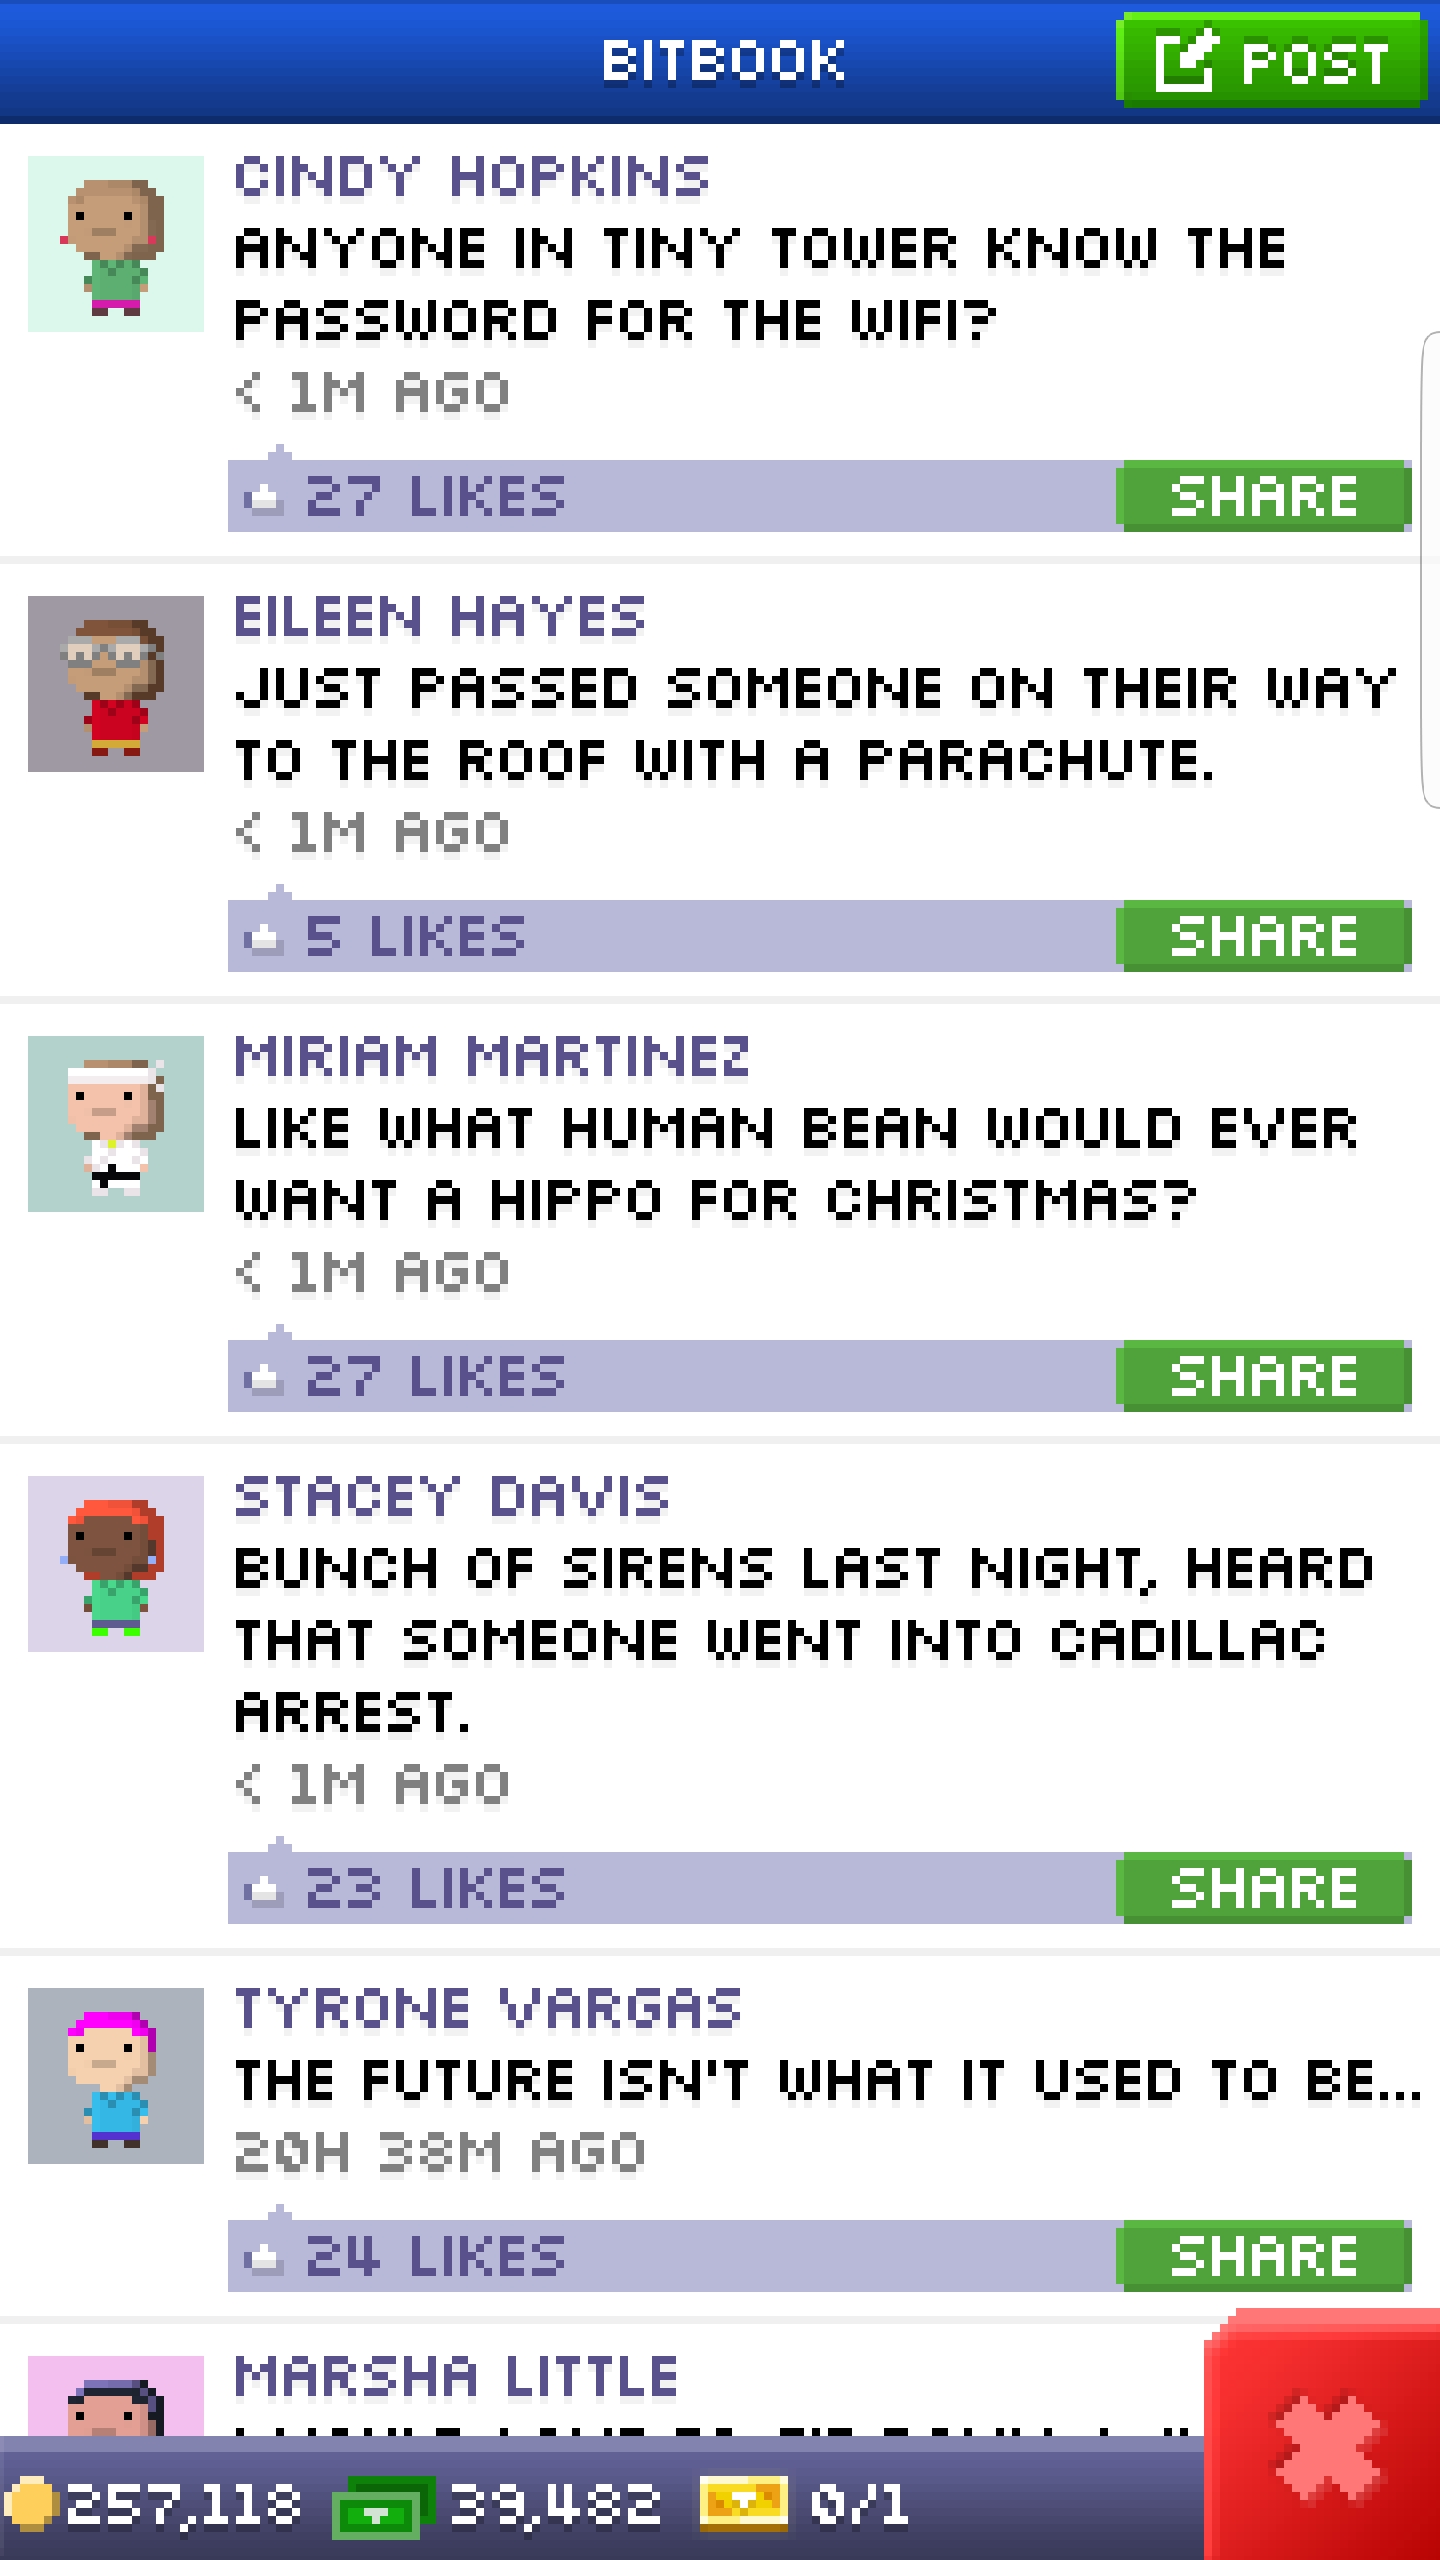 BITBOOK
POST
CINDY HOPKINS
ANYONE IN TINY TOWER KNOW THE
PASSWORD FOR THE WIFI?
< 1M AGO
27 LIKES
SHARE
EILEEN HAYES
JUST PASSED SOMEONE ON THEIR WAY
TO THE ROOF WITH A PARACHUTE.
< 1M AGO
5 LIKES
SHARE
MIRIAM MARTINEZ
LIKE WHAT HUMAN BEAN WOULD EVER
WANT A HIPPO FOR CHRISTMAS?
< 1M AGO
27 LIKES
SHARE
STACEY DAVIS
BUNCH OF SIRENS LAST NIGHT, HEARD
THAT SOMEONE WENT INTO CADILLAC
ARREST.
< 1M AGO
23 LIKES
SHARE
TYRONE VARGAS
THE FUTURE ISN'T WHAT IT USED TO BE...
20H 38M AGO
24 LIKES
SHARE
MARSHA LITTLE
257,118
39,482
0/1